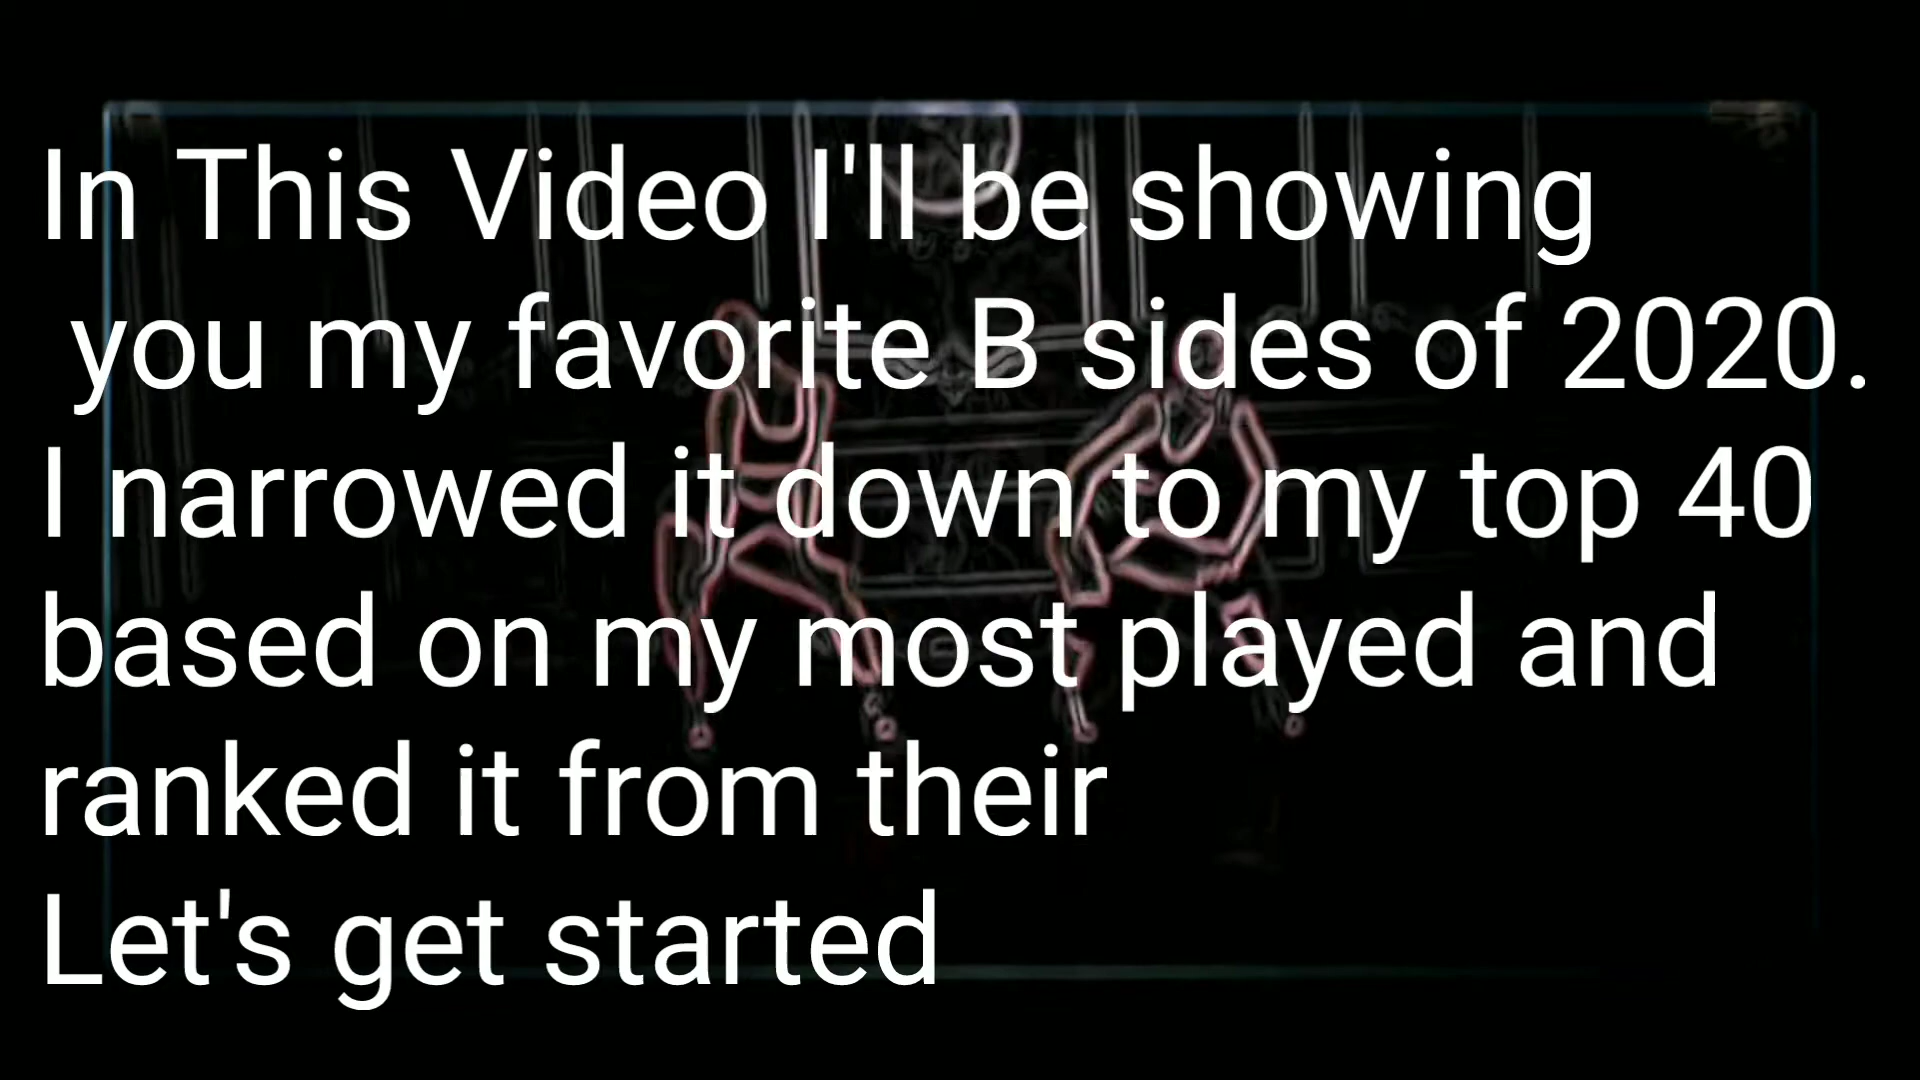 In This Video I'll be showing
you my favorite B sides of 2020.
I narrowed it down to my top 40
based on my most played and
ranked it from their
Let's get started